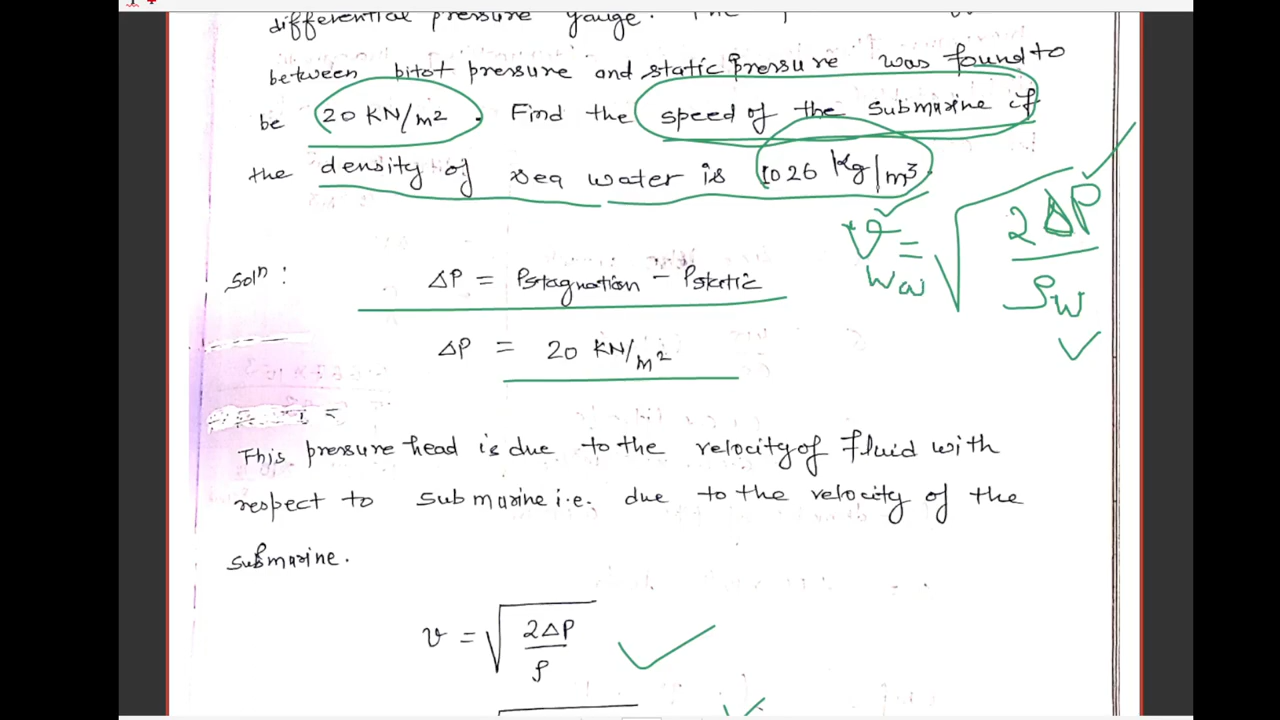 differential pressure gauge. The
between pitot pressure and static pressure was found to
be 20 KN/m2. Find the speed of the submarine if
the density of sea water is 1026 Kg/m3.
V∞ = √(2ΔP/ρ∞)
Soln: ΔP = Pstagnation - Pstatic
ΔP = 20 KN/m2
This pressure head is due to the velocity of fluid with
respect to submarine i.e. due to the velocity of the
submarine.
v = √(2ΔP/ρ)